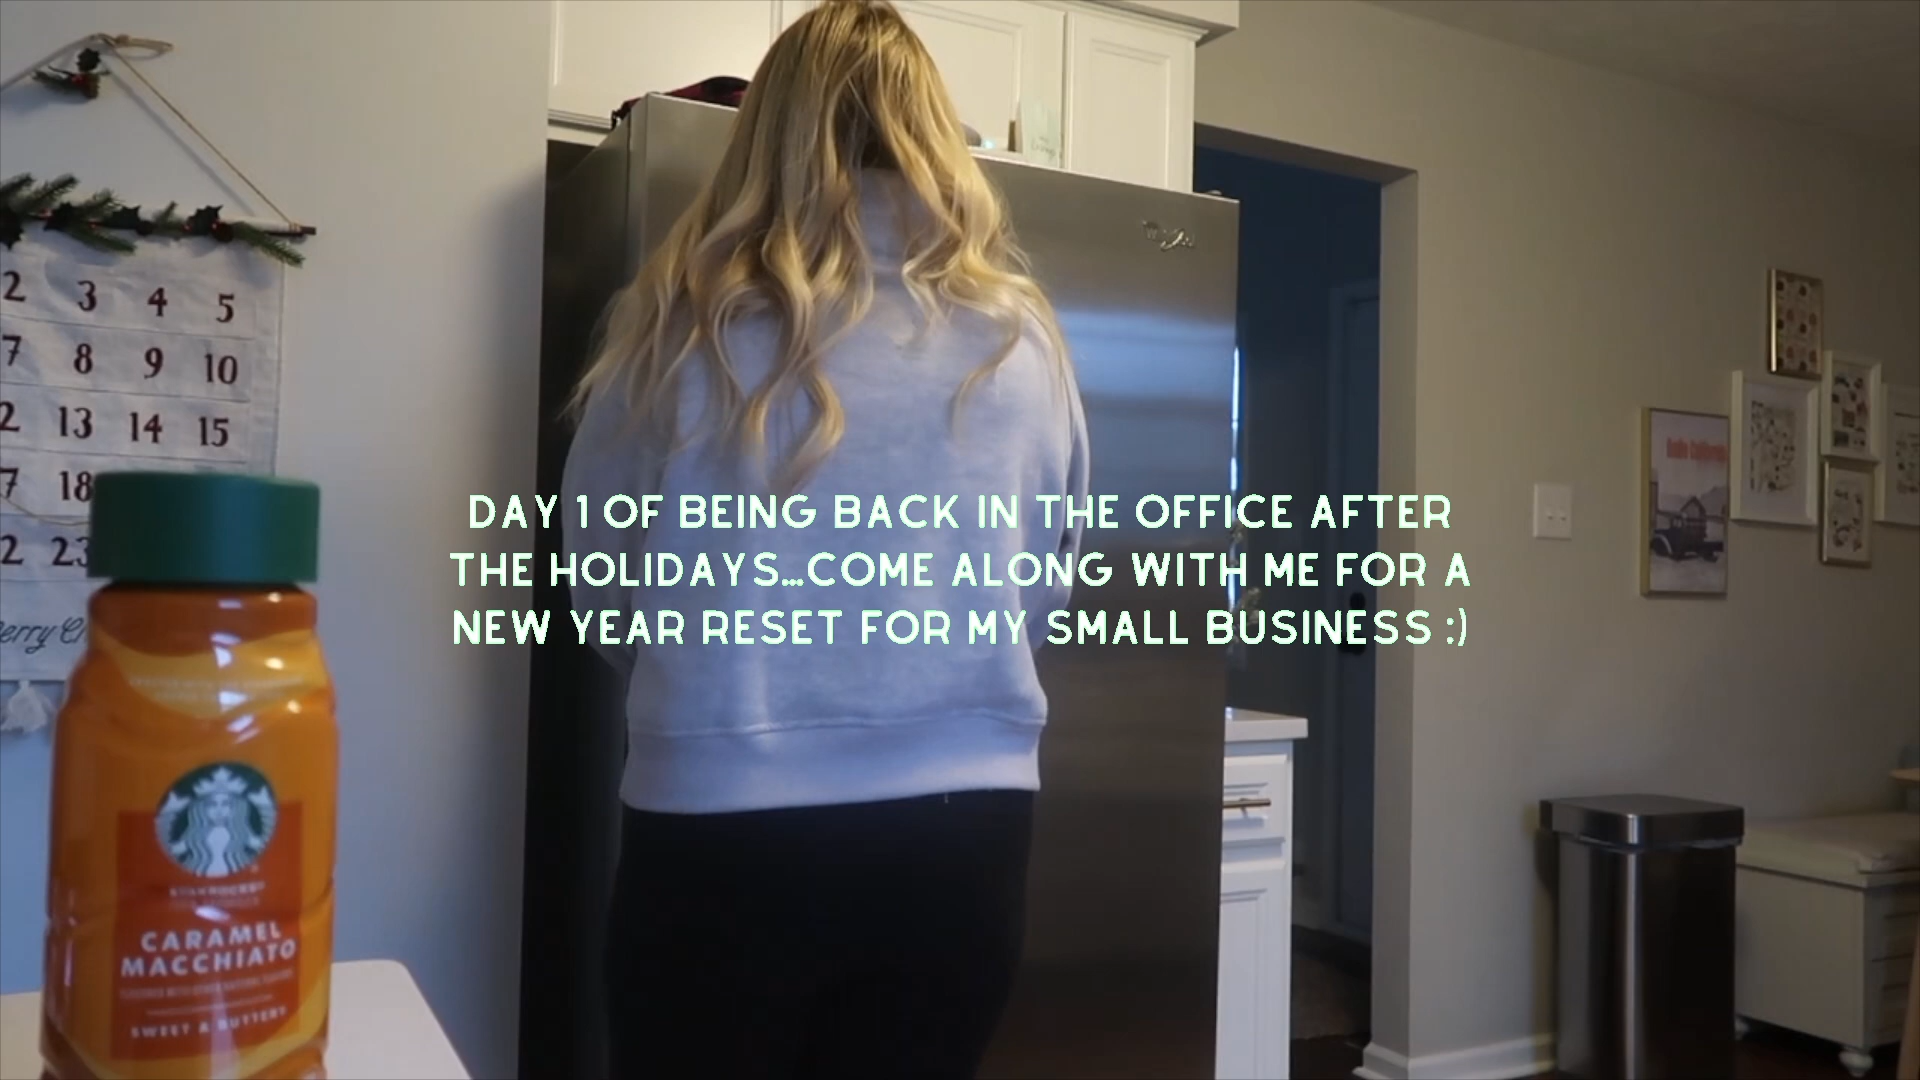 2 3 4 5
7 8 9 10
2 13 14 15
7 18
2 23
DAY 1 OF BEING BACK IN THE OFFICE AFTER
THE HOLIDAYS...COME ALONG WITH ME FOR A
NEW YEAR RESET FOR MY SMALL BUSINESS :)
STARBUCKS
CARAMEL
MACCHIATO
SWEET & BUTTERY